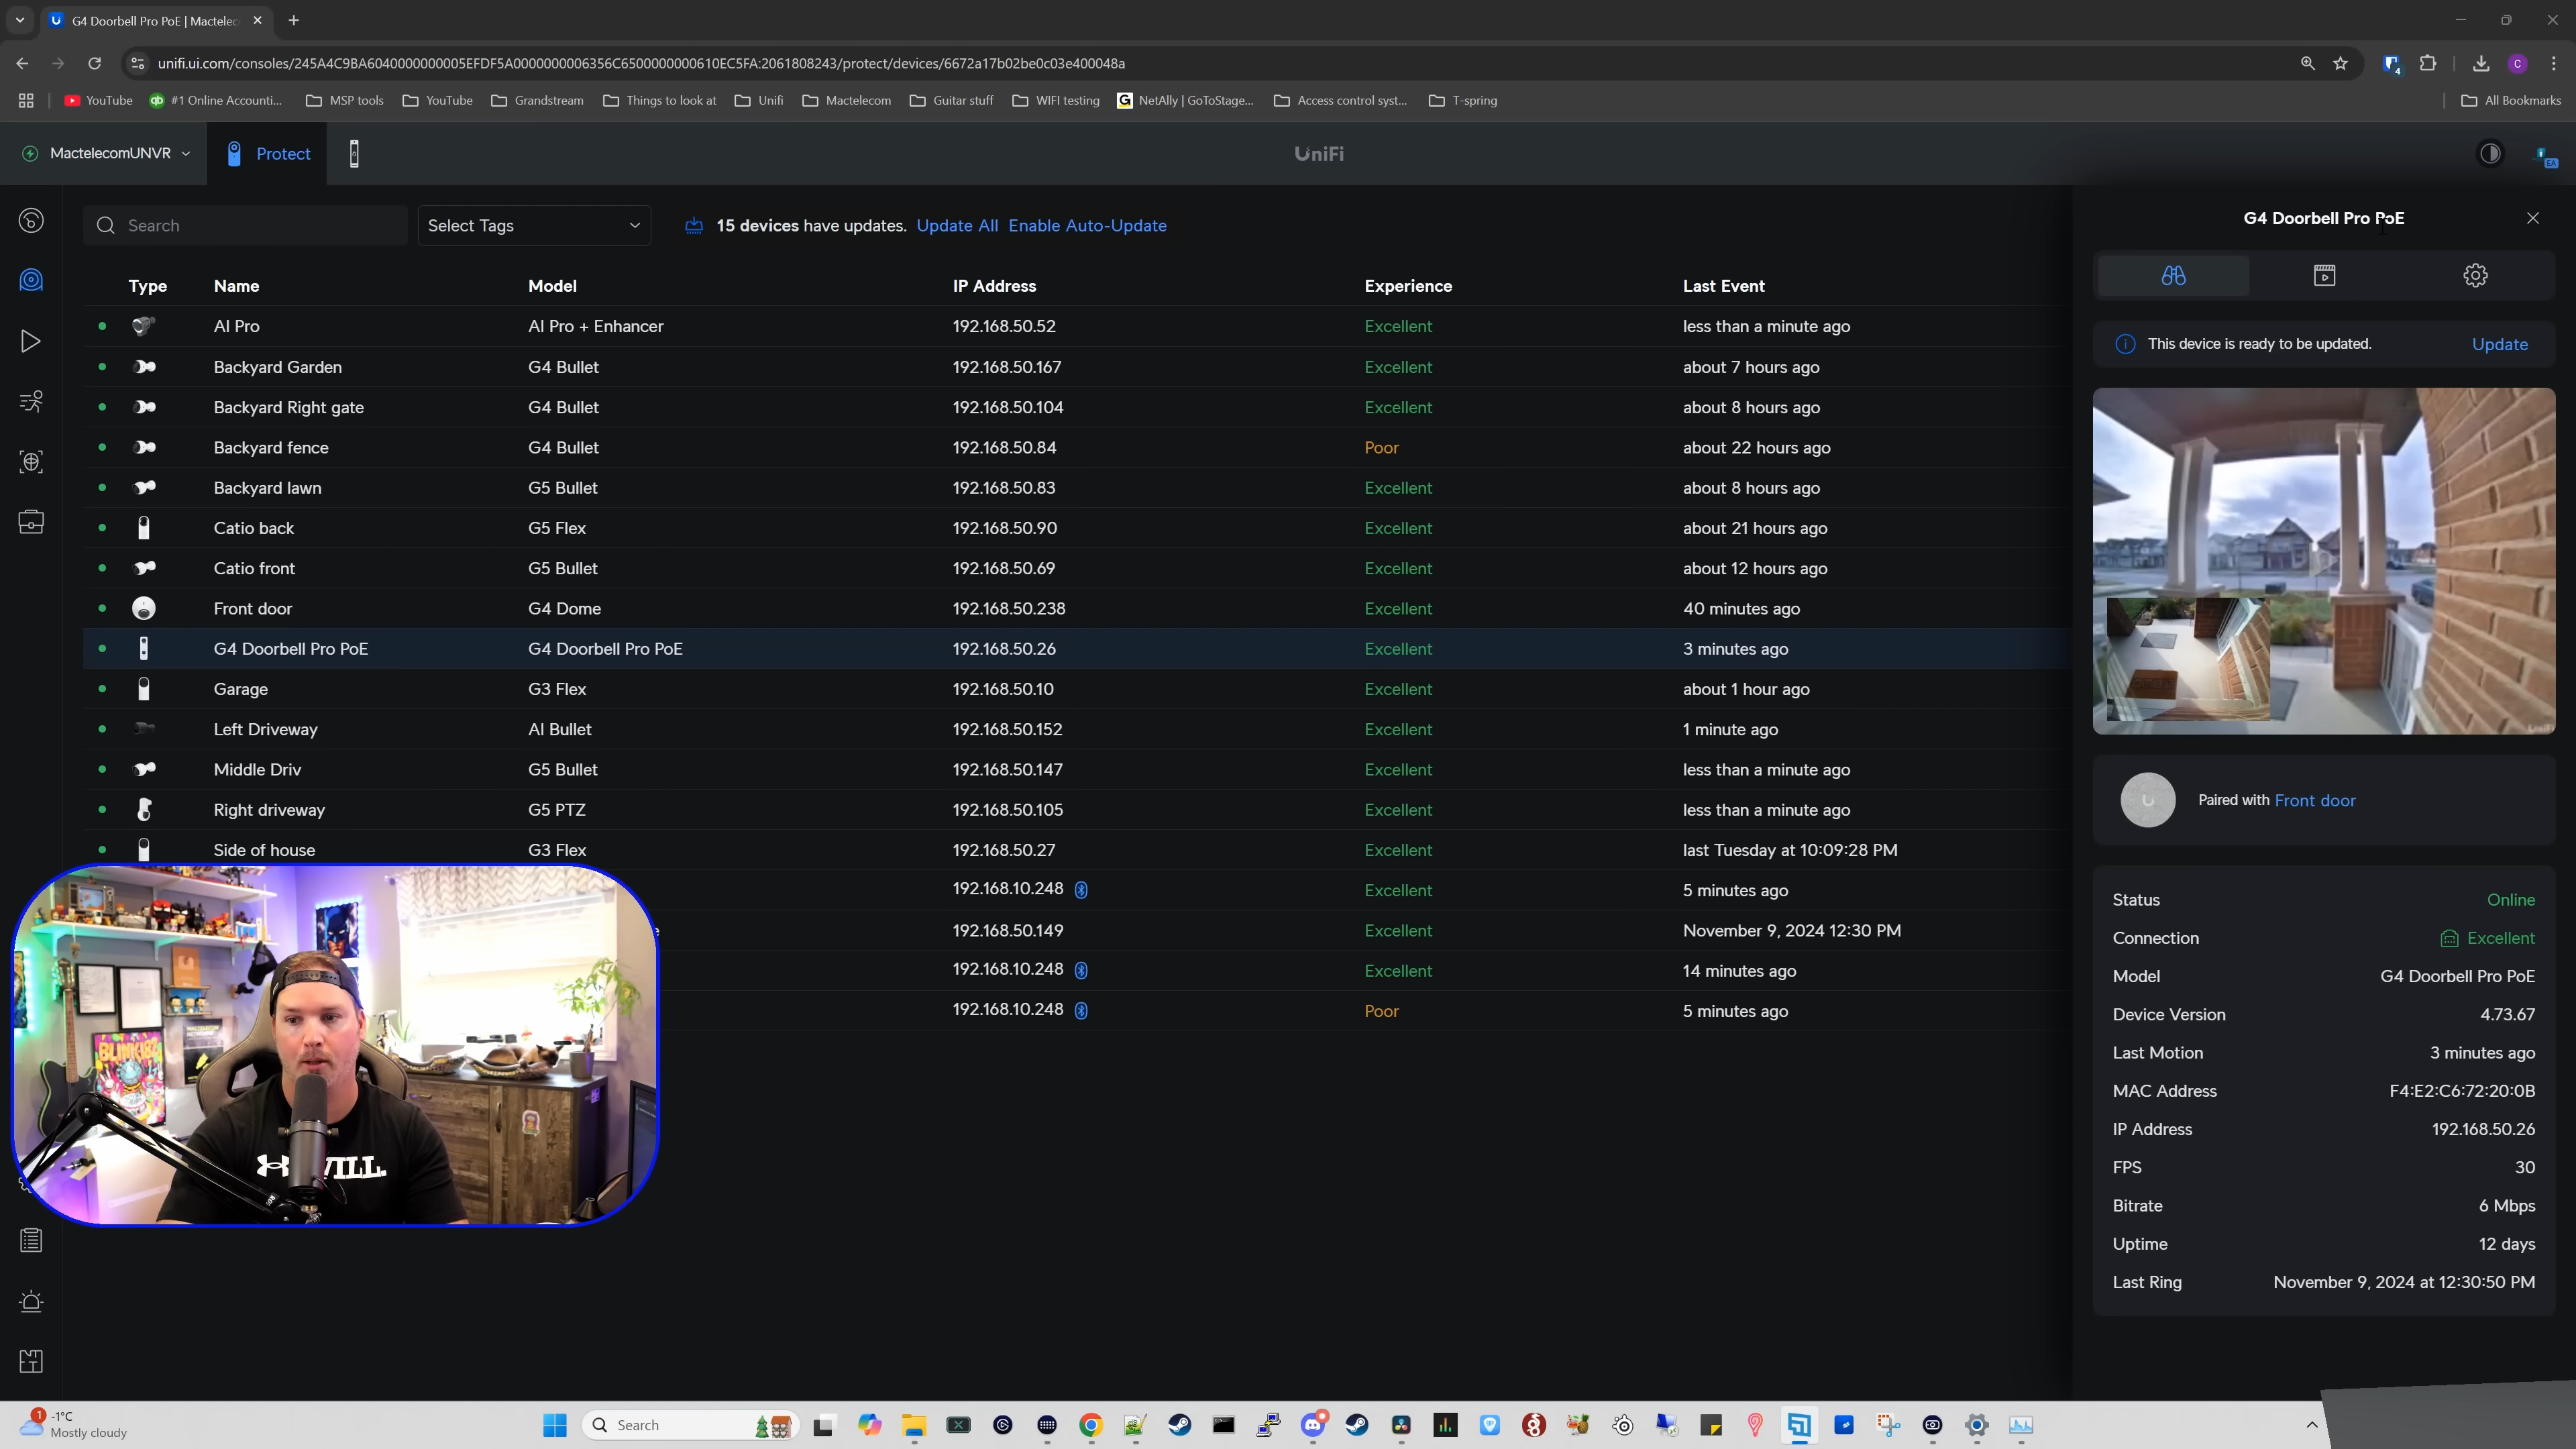 G4 Doorbell Pro PoE | Mactelec
unifi.ui.com/consoles/245A4C9BA6040000000005EFDF5A0000000006356C6500000000610EC5FA:2061808243/protect/devices/6672a17b02be0c03e400048a
4 C
YouTube #1 Online Accounti... MSP tools YouTube Grandstream Things to look at Unifi Mactelecom Guitar stuff WIFI testing NetAlly | GoToStage... Access control syst... T-spring All Bookmarks
MactelecomUNVR Protect UniFi EA
Search Select Tags 15 devices have updates. Update All Enable Auto-Update
Type Name Model IP Address Experience Last Event
AI Pro AI Pro + Enhancer 192.168.50.52 Excellent less than a minute ago
Backyard Garden G4 Bullet 192.168.50.167 Excellent about 7 hours ago
Backyard Right gate G4 Bullet 192.168.50.104 Excellent about 8 hours ago
Backyard fence G4 Bullet 192.168.50.84 Poor about 22 hours ago
Backyard lawn G5 Bullet 192.168.50.83 Excellent about 8 hours ago
Catio back G5 Flex 192.168.50.90 Excellent about 21 hours ago
Catio front G5 Bullet 192.168.50.69 Excellent about 12 hours ago
Front door G4 Dome 192.168.50.238 Excellent 40 minutes ago
G4 Doorbell Pro PoE G4 Doorbell Pro PoE 192.168.50.26 Excellent 3 minutes ago
Garage G3 Flex 192.168.50.10 Excellent about 1 hour ago
Left Driveway AI Bullet 192.168.50.152 Excellent 1 minute ago
Middle Driv G5 Bullet 192.168.50.147 Excellent less than a minute ago
Right driveway G5 PTZ 192.168.50.105 Excellent less than a minute ago
Side of house G3 Flex 192.168.50.27 Excellent last Tuesday at 10:09:28 PM
192.168.10.248 Excellent 5 minutes ago
192.168.50.149 Excellent November 9, 2024 12:30 PM
192.168.10.248 Excellent 14 minutes ago
192.168.10.248 Poor 5 minutes ago
BLINK182
WILL.
G4 Doorbell Pro PoE
This device is ready to be updated. Update
Paired with Front door
Status Online
Connection Excellent
Model G4 Doorbell Pro PoE
Device Version 4.73.67
Last Motion 3 minutes ago
MAC Address F4:E2:C6:72:20:0B
IP Address 192.168.50.26
FPS 30
Bitrate 6 Mbps
Uptime 12 days
Last Ring November 9, 2024 at 12:30:50 PM
1 -1°C
Mostly cloudy
Search